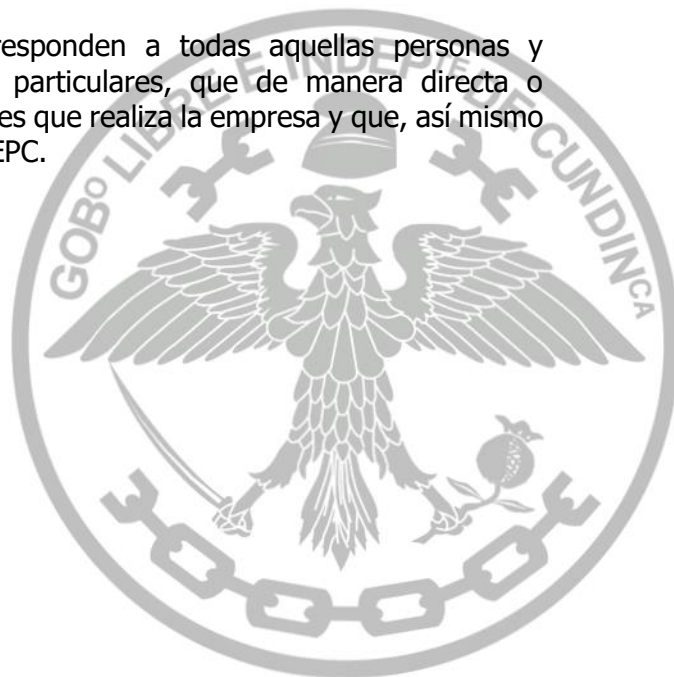 responden a todas aquellas personas y
particulares, que de manera directa o
es que realiza la empresa y que, así mismo
EPC.
GOBº LIBRE E INDEPTE DE CUNDINCA